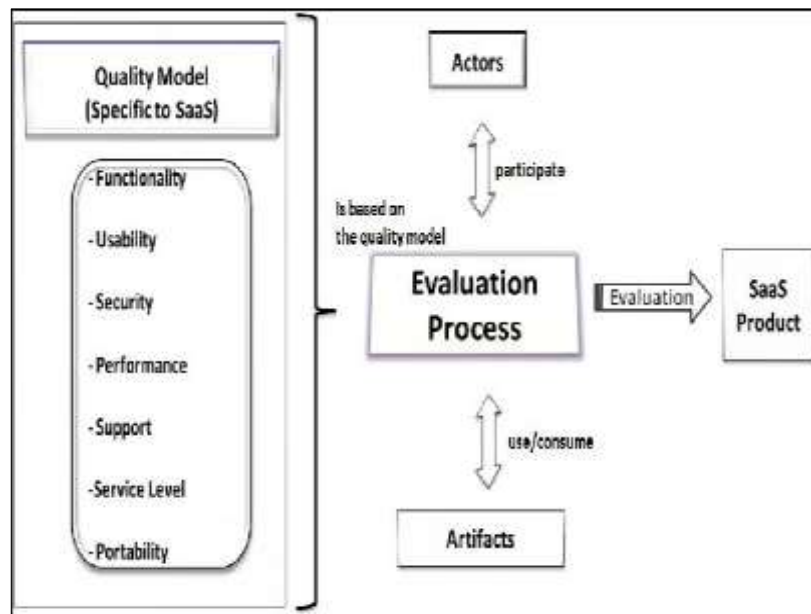 Quality Model
(Specific to SaaS)
- Functionality
- Usability
- Security
- Performance
- Support
-Service Level
- Portability
Actors
participate
Is based on
the quality model
Evaluation
Process
Evaluation
SaaS
Product
use/consume
Artifacts